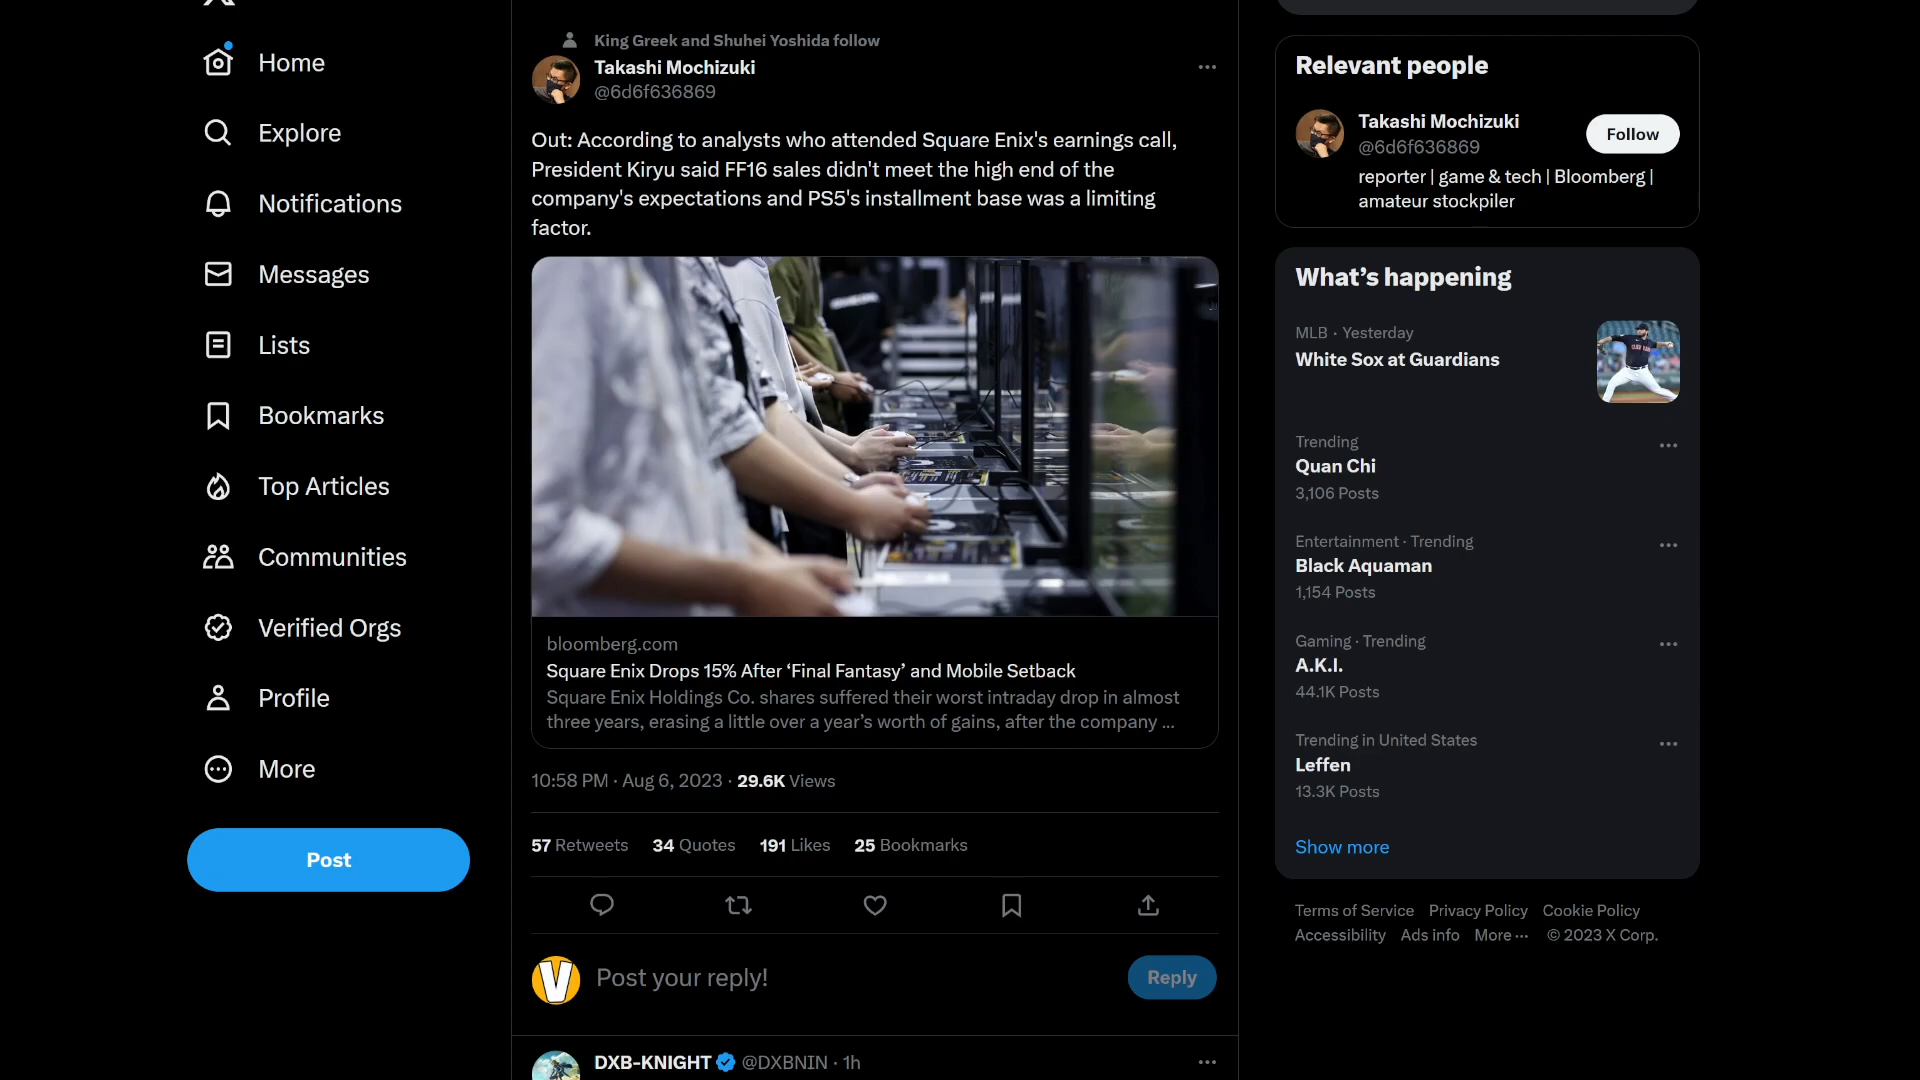 Home
Explore
Notifications
Messages
Lists
Bookmarks
Top Articles
Communities
Verified Orgs
Profile
More
Post
King Greek and Shuhei Yoshida follow
Takashi Mochizuki
@6d6f636869
Out: According to analysts who attended Square Enix's earnings call,
President Kiryu said FF16 sales didn't meet the high end of the
company's expectations and PS5's installment base was a limiting
factor.
bloomberg.com
Square Enix Drops 15% After ‘Final Fantasy’ and Mobile Setback
Square Enix Holdings Co. shares suffered their worst intraday drop in almost
three years, erasing a little over a year’s worth of gains, after the company ...
10:58 PM · Aug 6, 2023 · 29.6K Views
57 Retweets 34 Quotes 191 Likes 25 Bookmarks
V
Post your reply!
Reply
DXB-KNIGHT @DXBNIN · 1h
Relevant people
Takashi Mochizuki
@6d6f636869
Follow
reporter | game & tech | Bloomberg |
amateur stockpiler
What’s happening
MLB · Yesterday
White Sox at Guardians
Trending
Quan Chi
3,106 Posts
Entertainment · Trending
Black Aquaman
1,154 Posts
Gaming · Trending
A.K.I.
44.1K Posts
Trending in United States
Leffen
13.3K Posts
Show more
Terms of Service Privacy Policy Cookie Policy
Accessibility Ads info More ··· © 2023 X Corp.